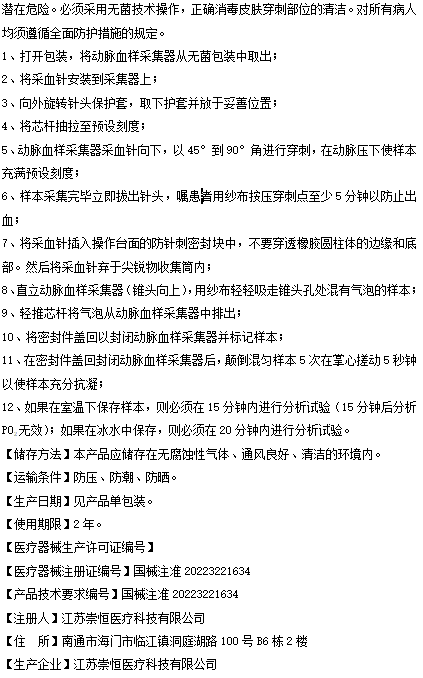 潜在危险。必须采用无菌技术操作，正确消毒皮肤穿刺部位的清洁。对所有病人
均须遵循全面防护措施的规定。
1、打开包装，将动脉血样采集器从无菌包装中取出；
2、将采血针安装到采集器上；
3、向外旋转针头保护套，取下护套并放于妥善位置；
4、将芯杆抽拉至预设刻度；
5、动脉血样采集器采血针向下，以 45°到 90°角进行穿刺，在动脉压下使样本
充满预设刻度；
6、样本采集完毕立即拔出针头，嘱患者用纱布按压穿刺点至少 5 分钟以防止出
血；
7、将采血针插入操作台面的防针刺密封块中，不要穿透橡胶圆柱体的边缘和底
部。然后将采血针弃于尖锐物收集筒内；
8、直立动脉血样采集器（锥头向上），用纱布轻轻吸走锥头孔处混有气泡的样本；
9、轻推芯杆将气泡从动脉血样采集器中排出；
10、将密封件盖回以封闭动脉血样采集器并标记样本；
11、在密封件盖回封闭动脉血样采集器后，颠倒混匀样本 5 次在掌心搓动 5 秒钟
以使样本充分抗凝；
12、如果在室温下保存样本，则必须在 15 分钟内进行分析试验（15 分钟后分析
PO₂无效）；如果在冰水中保存，则必须在 20 分钟内进行分析试验。
【储存方法】本产品应储存在无腐蚀性气体、通风良好、清洁的环境内。
【运输条件】防压、防潮、防晒。
【生产日期】见产品单包装。
【使用期限】2 年。
【医疗器械生产许可证编号】
【医疗器械注册证编号】国械注准 20223221634
【产品技术要求编号】国械注准 20223221634
【注册人】江苏崇恒医疗科技有限公司
【住　所】南通市海门市临江镇洞庭湖路 100 号 B6 栋 2 楼
【生产企业】江苏崇恒医疗科技有限公司